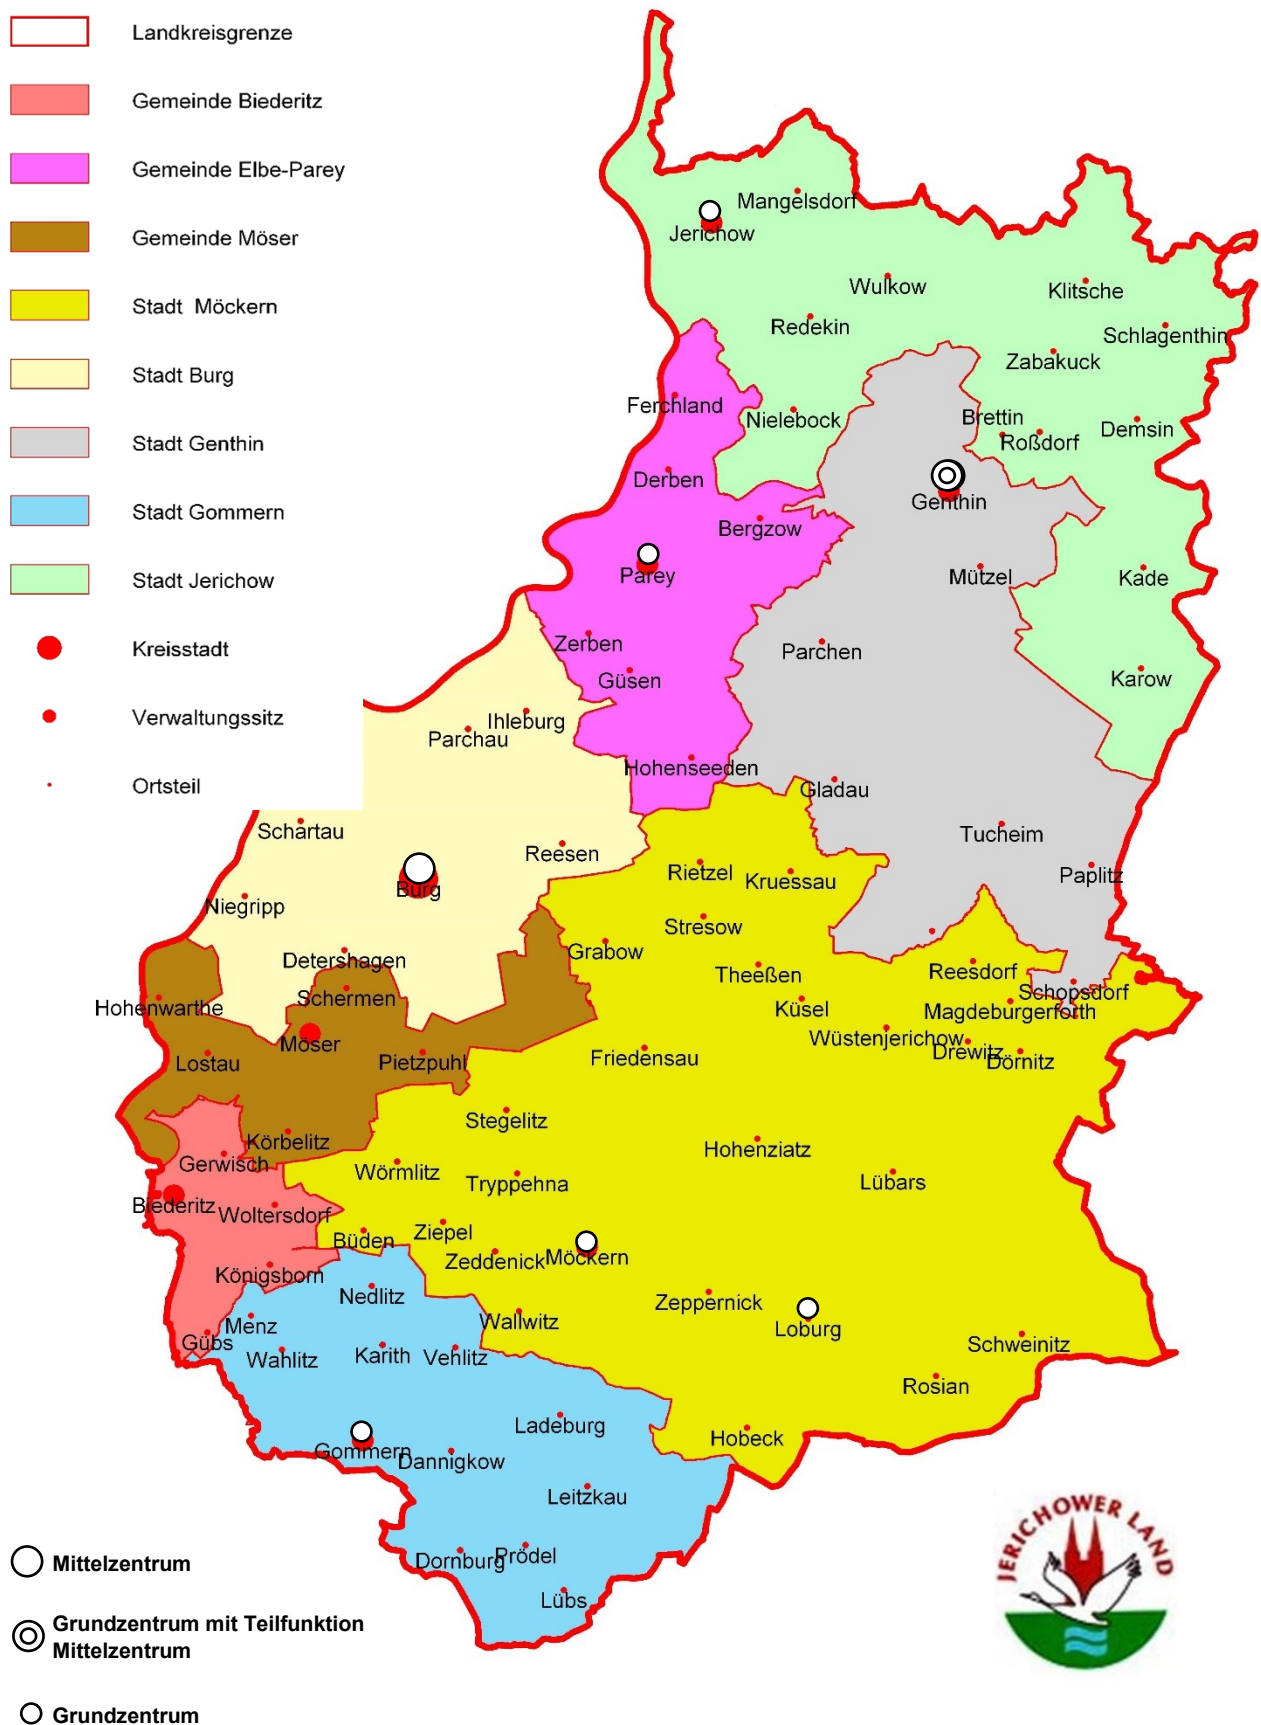 Landkreisgrenze
Gemeinde Biederitz
Gemeinde Elbe-Parey
Gemeinde Möser
Stadt  Möckern
Stadt Burg
Stadt Genthin
Stadt Gommern
Stadt Jerichow
Kreisstadt
Verwaltungssitz
Ortsteil
Mangelsdorf
Jerichow
Wulkow
Klitsche
Redekin
Schlagenthin
Zabakuck
Ferchland
Nielebock
Brettin
Roßdorf
Demsin
Derben
Genthin
Bergzow
Parey
Mützel
Kade
Zerben
Parchen
Güsen
Karow
Ihleburg
Parchau
Hohenseeden
Gladau
Schartau
Tucheim
Reesen
Rietzel
Kruessau
Paplitz
Burg
Niegripp
Stresow
Grabow
Detershagen
Theeßen
Reesdorf
Schopsdorf
Schermen
Hohenwarthe
Küsel
Magdeburgerforth
Möser
Wüstenjerichow
Drewitz
Dörnitz
Lostau
Pietzpuhl
Friedensau
Stegelitz
Körbelitz
Hohenziatz
Gerwisch
Wörmlitz
Tryppehna
Lübars
Biederitz
Woltersdorf
Büden
Ziepel
Zeddenick
Möckern
Königsborn
Nedlitz
Zeppernick
Menz
Wallwitz
Loburg
Gübs
Wahlitz
Karith
Vehlitz
Schweinitz
Rosian
Ladeburg
Hobeck
Gommern
Dannigkow
Leitzkau
Dornburg
Prödel
Lübs
JERICHOWER LAND
Mittelzentrum
Grundzentrum mit Teilfunktion
Mittelzentrum
Grundzentrum